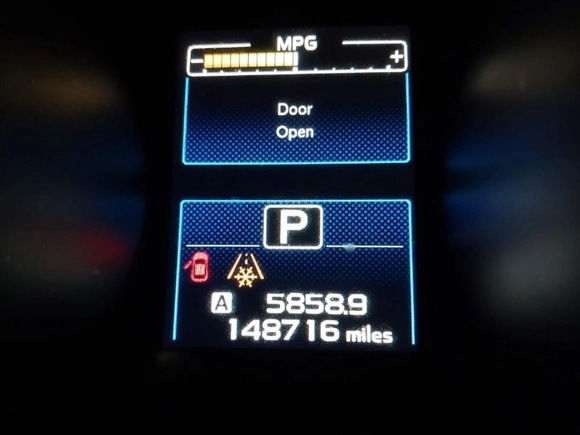 MPG
- +
Door
Open
P
A 5858.9
148716 miles